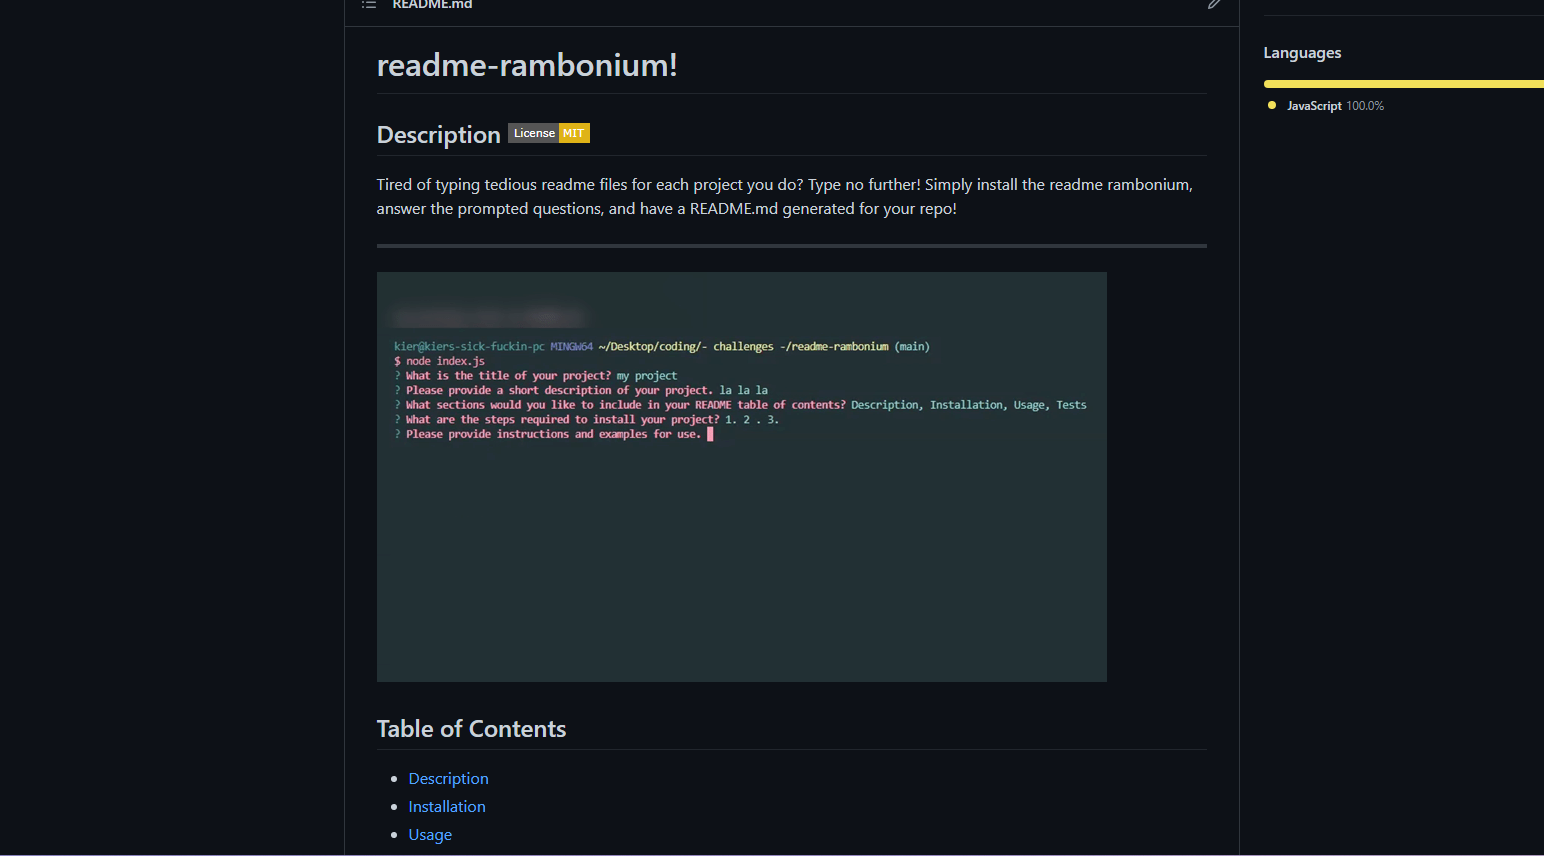 README.md
readme-rambonium!
Description License MIT
Tired of typing tedious readme files for each project you do? Type no further! Simply install the readme rambonium,
answer the prompted questions, and have a README.md generated for your repo!
kier@kiers-sick-fuckin-pc MINGW64 ~/Desktop/coding/- challenges -/readme-rambonium (main)
$ node index.js
? What is the title of your project? my project
? Please provide a short description of your project. la la la
? What sections would you like to include in your README table of contents? Description, Installation, Usage, Tests
? What are the steps required to install your project? 1. 2 . 3.
? Please provide instructions and examples for use.
Table of Contents
Description
Installation
Usage
Languages
JavaScript 100.0%